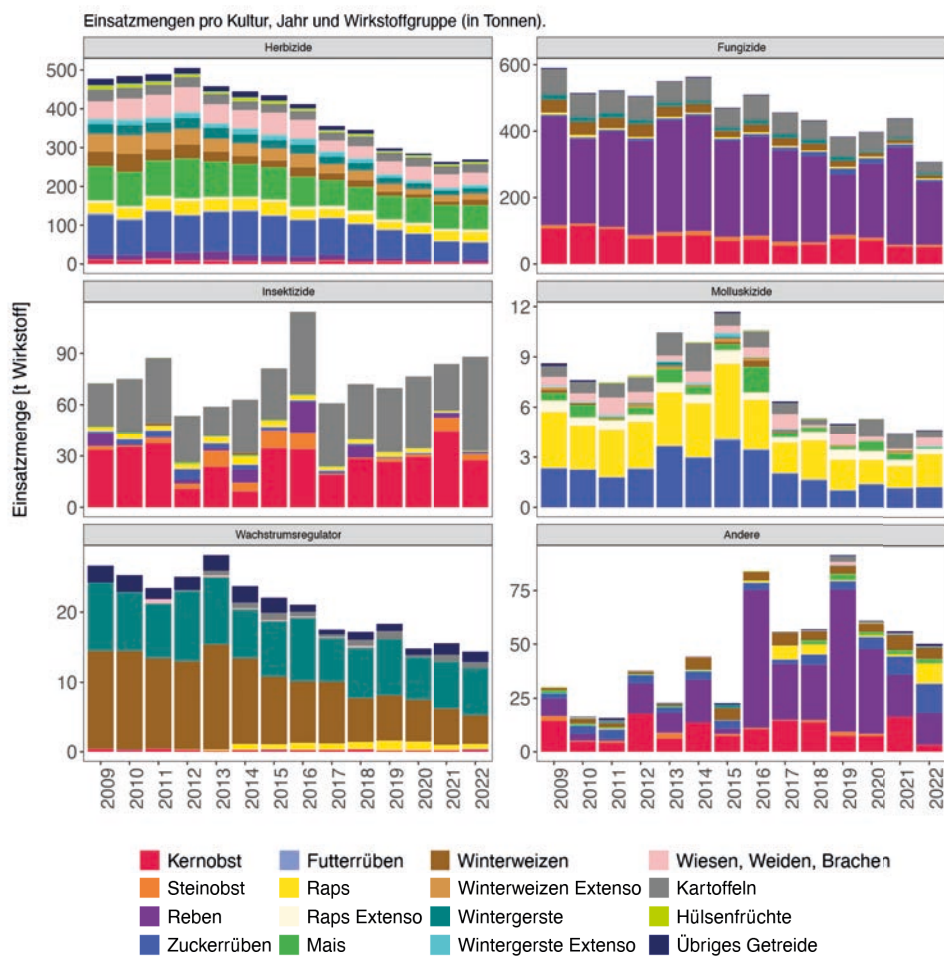 Einsatzmengen pro Kultur, Jahr und Wirkstoffgruppe (in Tonnen).
Herbizide
Fungizide
500
400
300
200
100
0
600
400
200
0
Insektizide
Molluskizide
Einsatzmenge [t Wirkstoff]
90
60
30
0
12
9
6
3
0
Wachstrumsregulator
Andere
20
10
0
75
50
25
0
2009 2010 2011 2012 2013 2014 2015 2016 2017 2018 2019 2020 2021 2022
2009 2010 2011 2012 2013 2014 2015 2016 2017 2018 2019 2020 2021 2022
Kernobst Futterrüben Winterweizen Wiesen, Weiden, Brachen
Steinobst Raps Winterweizen Extenso Kartoffeln
Reben Raps Extenso Wintergerste Hülsenfrüchte
Zuckerrüben Mais Wintergerste Extenso Übriges Getreide